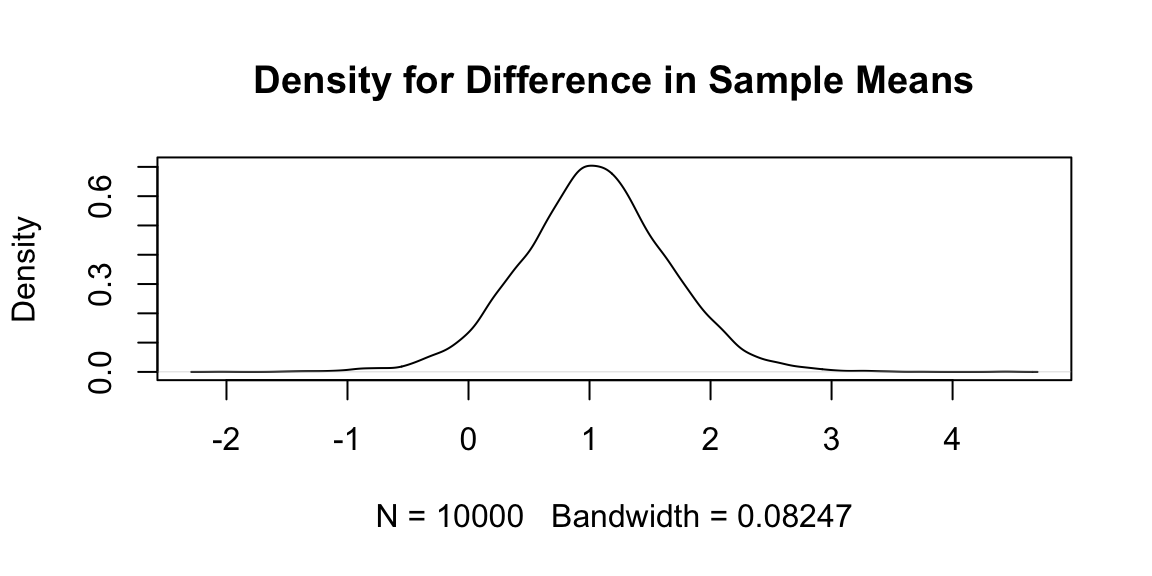 Density for Difference in Sample Means
Density
0.6
0.3
0.0
-2 -1 0 1 2 3 4
N = 10000 Bandwidth = 0.08247